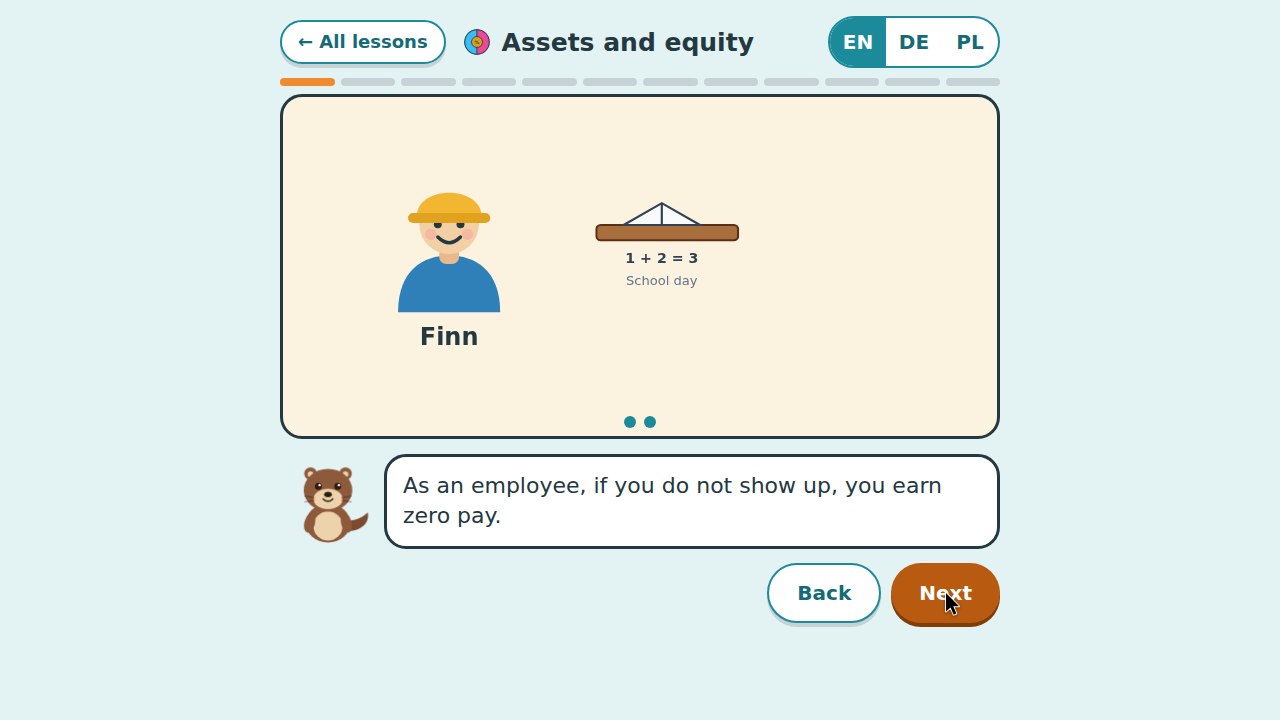 ← All lessons
Assets and equity
EN DE PL
1 + 2 = 3
School day
Finn
As an employee, if you do not show up, you earn
zero pay.
Back
Next